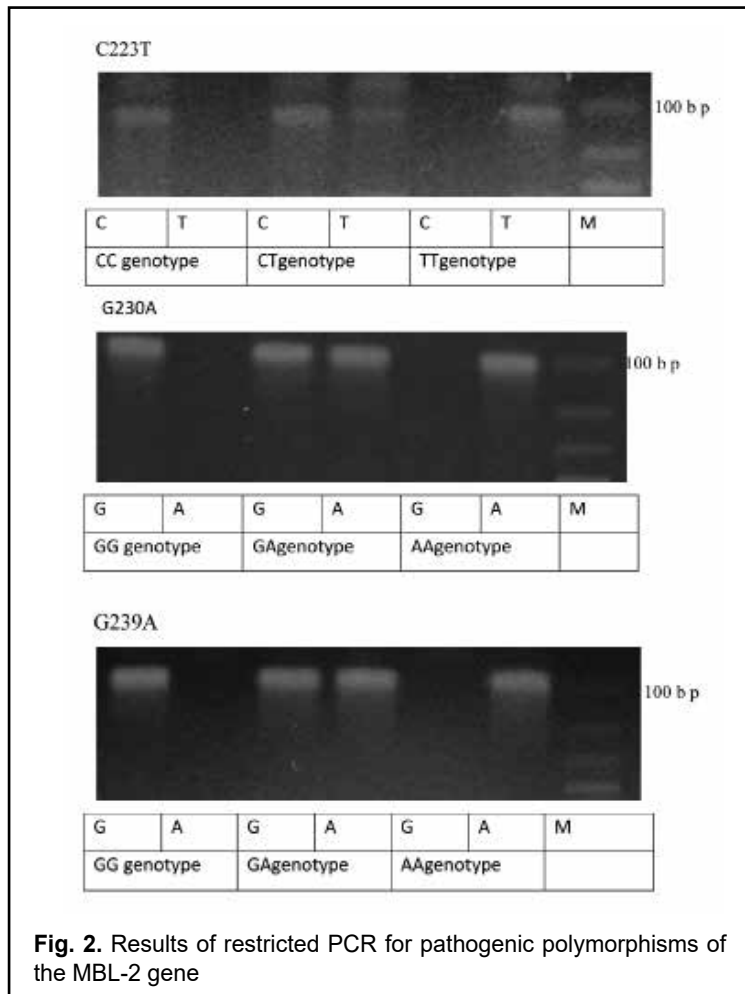 C223T
100 b p
C T C T C T M
CC genotype CTgenotype TTgenotype
G230A
100 b p
G A G A G A M
GG genotype GAgenotype AAgenotype
G239A
100 b p
G A G A G A M
GG genotype GAgenotype AAgenotype
Fig. 2. Results of restricted PCR for pathogenic polymorphisms of
the MBL-2 gene